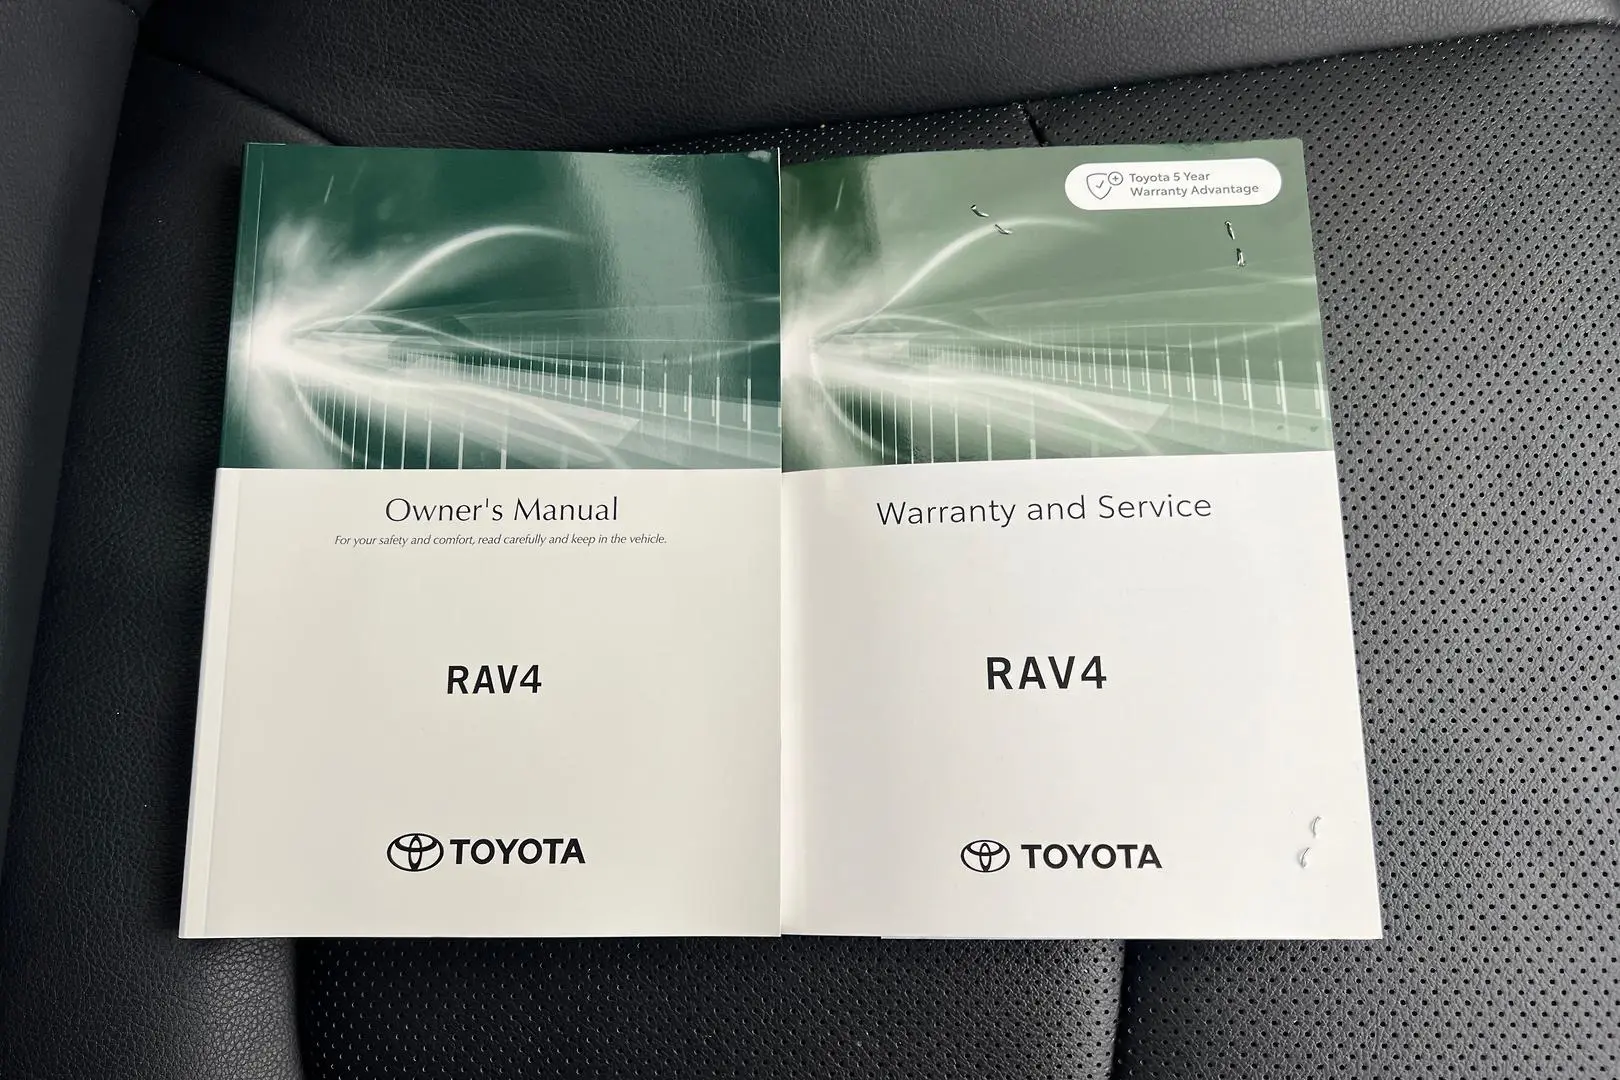 Owner's Manual
For your safety and comfort, read carefully and keep in the vehicle.
RAV4
TOYOTA
Toyota 5 Year
Warranty Advantage
Warranty and Service
RAV4
TOYOTA